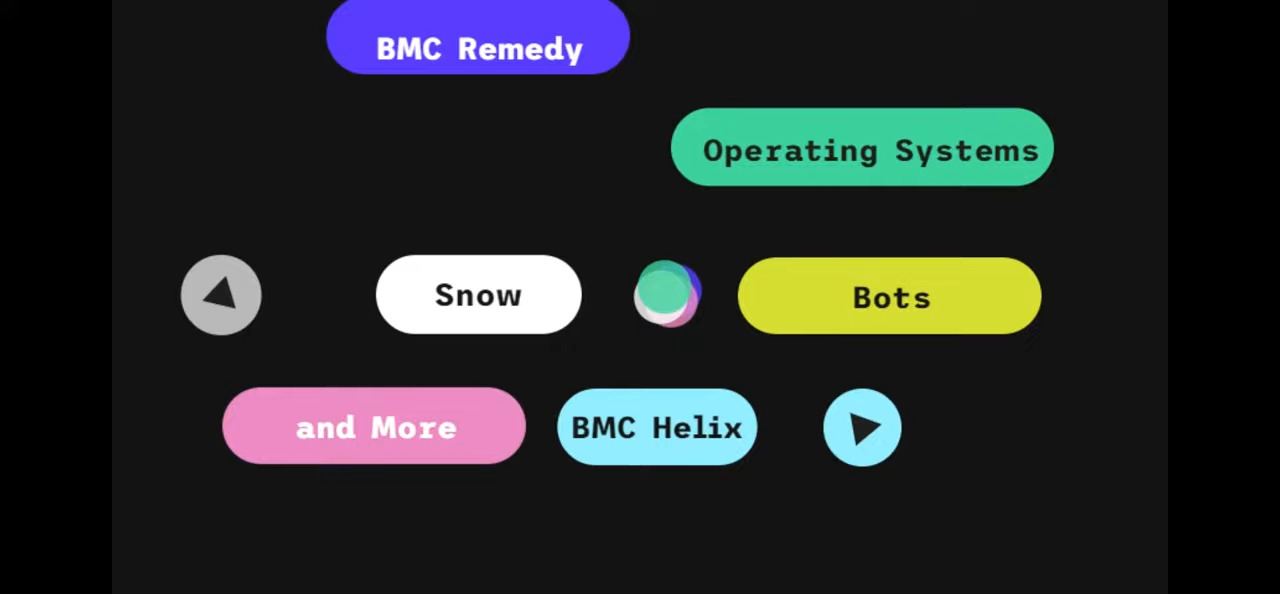 BMC Remedy
Operating Systems
Snow
Bots
and More
BMC Helix